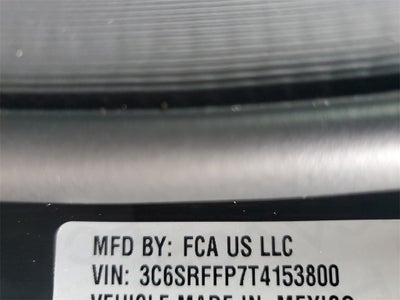 MFD BY: FCA US LLC
VIN: 3C6SRFFP7T4153800
VEHICLE MADE IN: MEXICO